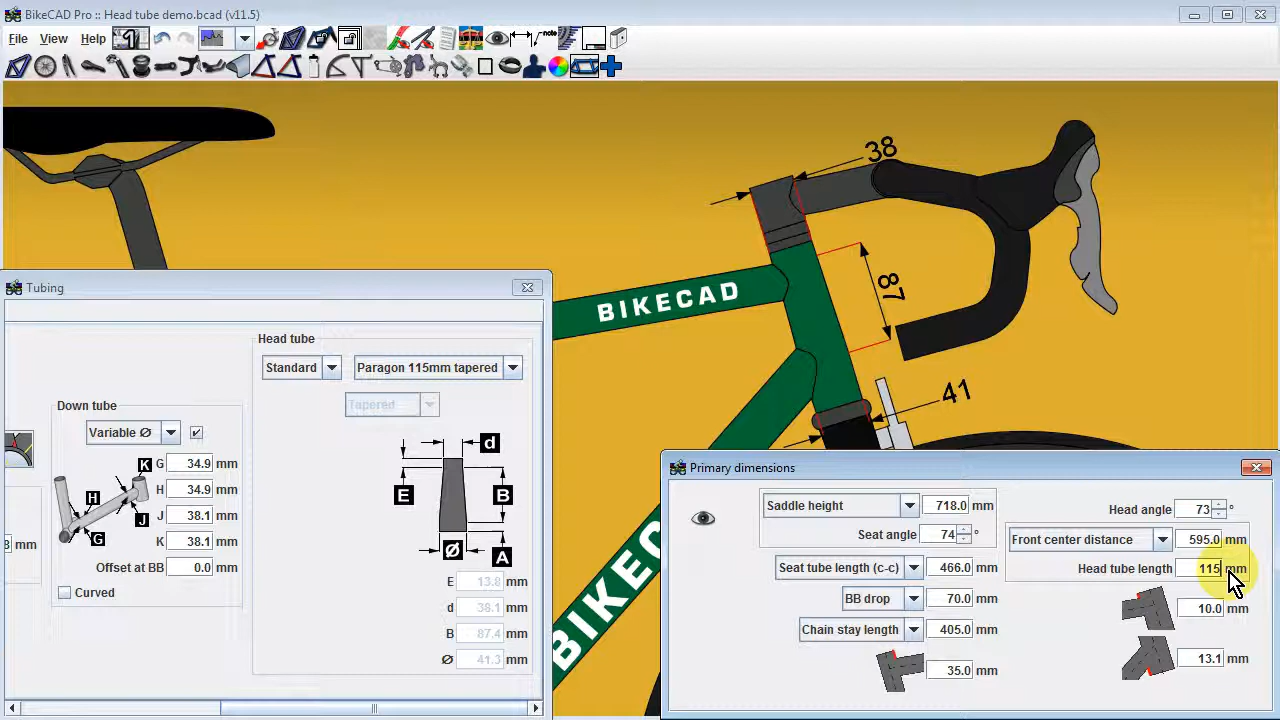 BikeCAD Pro :: Head tube demo.bcad (v11.5)
File View Help
note
38
87
41
BIKECAD
BIKEC
Tubing
Head tube
Standard
Paragon 115mm tapered
Tapered
Down tube
Variable Ø
G 34.9 mm
H 34.9 mm
J 38.1 mm
K 38.1 mm
Offset at BB 0.0 mm
Curved
8 mm
K
H
J
G
d
E
B
Ø
A
E 13.8 mm
d 38.1 mm
B 87.4 mm
Ø 41.3 mm
Primary dimensions
Saddle height 718.0 mm
Seat angle 74 °
Seat tube length (c-c) 466.0 mm
BB drop 70.0 mm
Chain stay length 405.0 mm
35.0 mm
Head angle 73 °
Front center distance 595.0 mm
Head tube length 115 mm
10.0 mm
13.1 mm